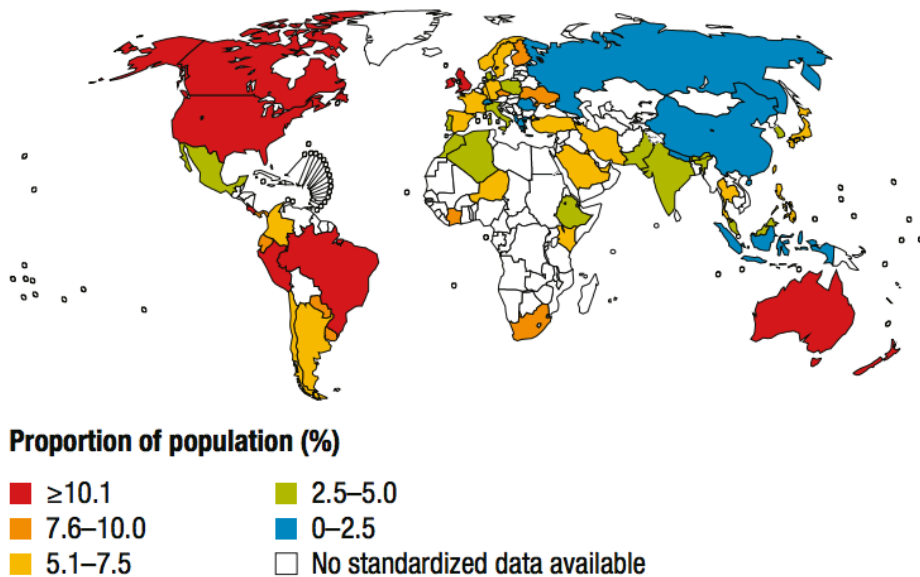 Proportion of population (%)
≥10.1
7.6–10.0
5.1–7.5
2.5–5.0
0–2.5
No standardized data available